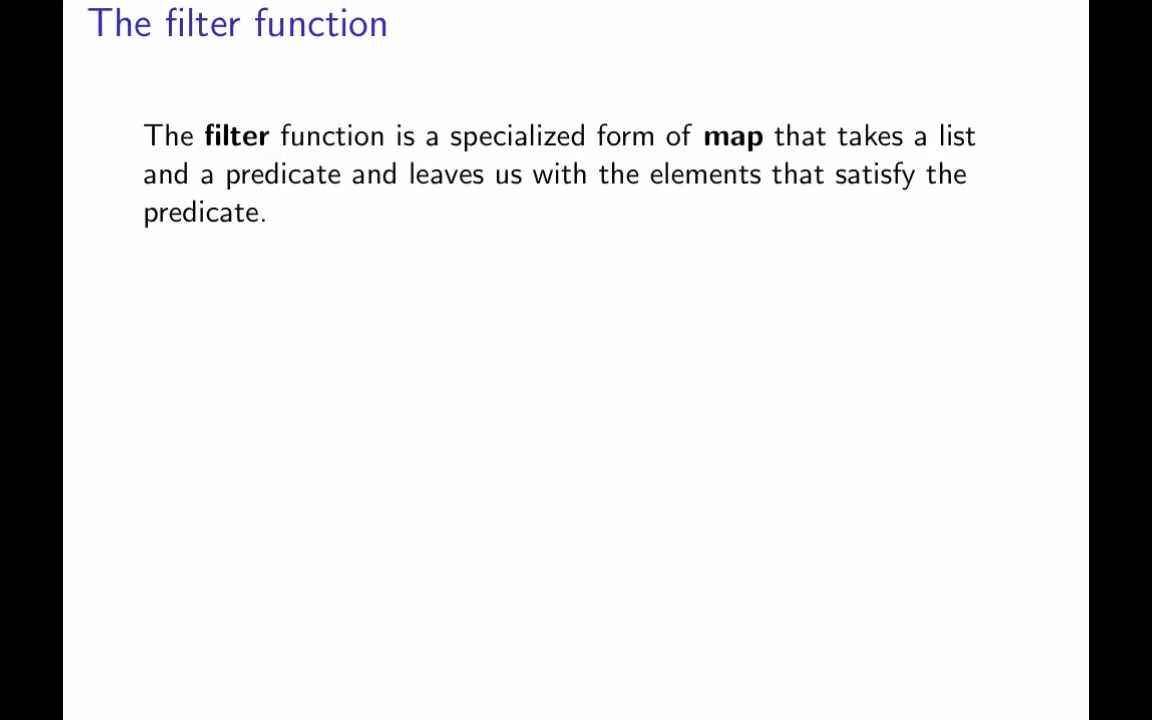 The filter function
The filter function is a specialized form of map that takes a list
and a predicate and leaves us with the elements that satisfy the
predicate.